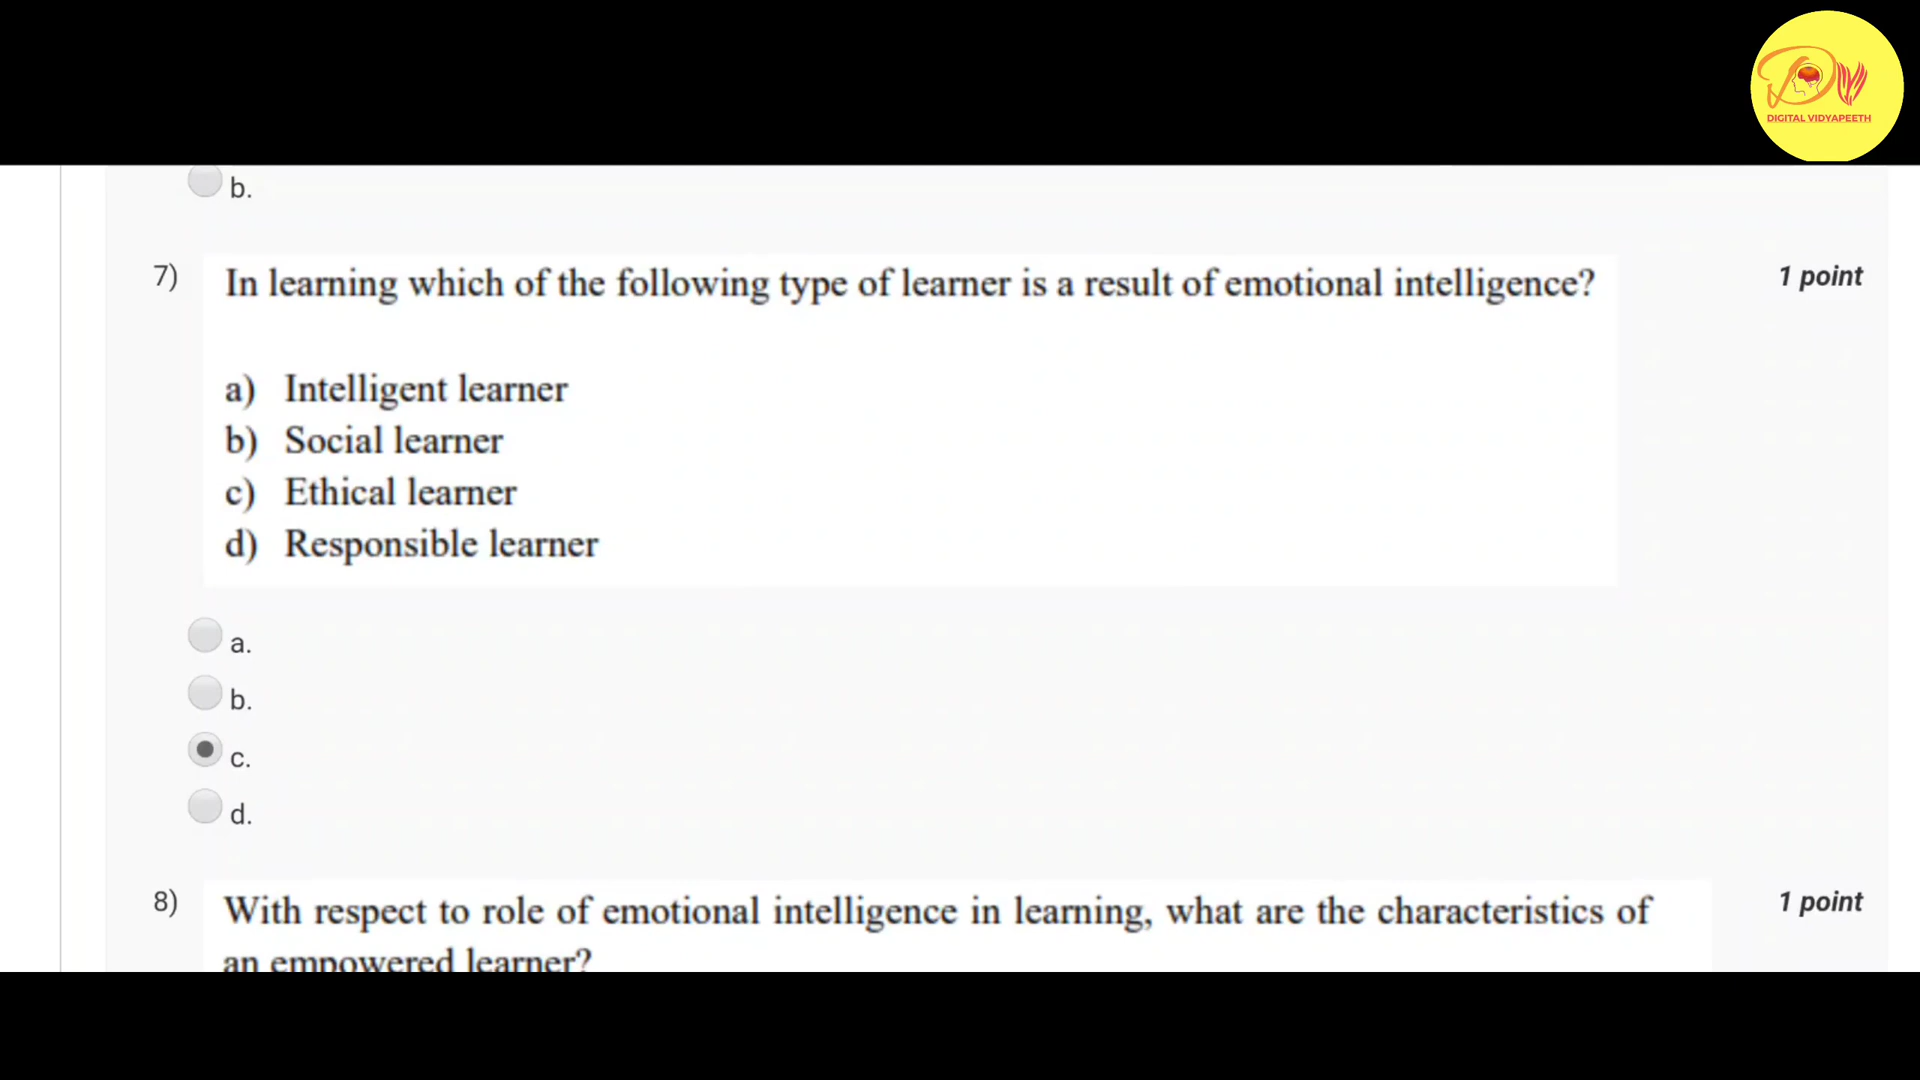 DV
DIGITAL VIDYAPEETH
b.
7) In learning which of the following type of learner is a result of emotional intelligence? 1 point
a) Intelligent learner
b) Social learner
c) Ethical learner
d) Responsible learner
a.
b.
c.
d.
8) With respect to role of emotional intelligence in learning, what are the characteristics of 1 point
an empowered learner?